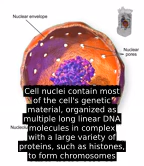 Nuclear envelope
Nuclear
pores
Cell nuclei contain most
of the cell's genetic
material, organized as
multiple long linear DNA
molecules in complex
with a large variety of
proteins, such as histones,
to form chromosomes